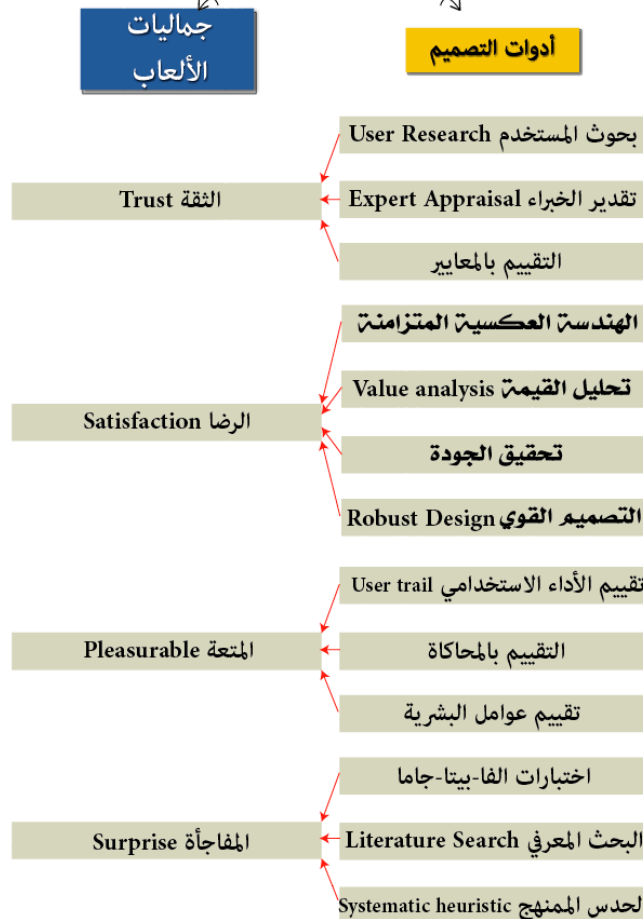 جماليات
الألعاب
أدوات التصميم
بحوث المستخدم User Research
تقدير الخبراء Expert Appraisal
الثقة Trust
التقييم بالمعايير
الهندسة العكسية المتزامنة
تحليل القيمة Value analysis
الرضا Satisfaction
تحقيق الجودة
التصميم القوي Robust Design
تقييم الأداء الاستخدامي User trail
التقييم بالمحاكاة
المتعة Pleasurable
تقييم عوامل البشرية
اختبارات الفا-بيتا-جاما
البحث المعرفي Literature Search
المفاجأة Surprise
لحدس الممنهج Systematic heuristic